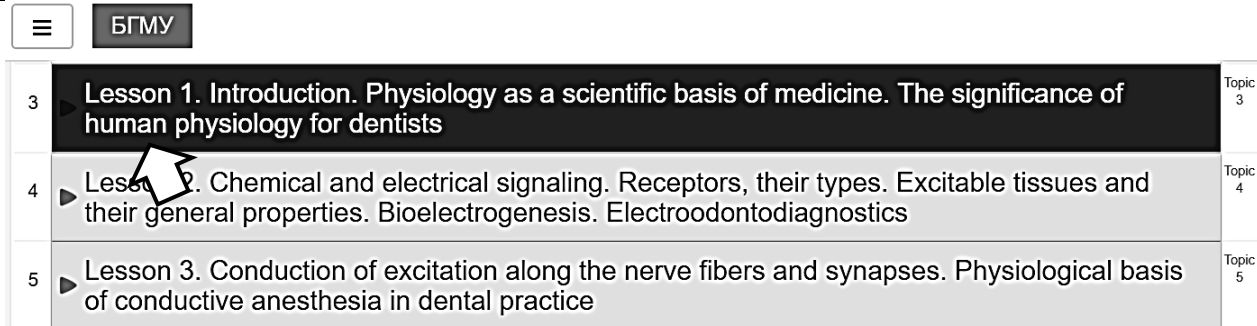 БГМУ
3
Lesson 1. Introduction. Physiology as a scientific basis of medicine. The significance of
human physiology for dentists
Topic
3
4
2. Chemical and electrical signaling. Receptors, their types. Excitable tissues and
their general properties. Bioelectrogenesis. Electroodontodiagnostics
Topic
4
5
Lesson 3. Conduction of excitation along the nerve fibers and synapses. Physiological basis
of conductive anesthesia in dental practice
Topic
5